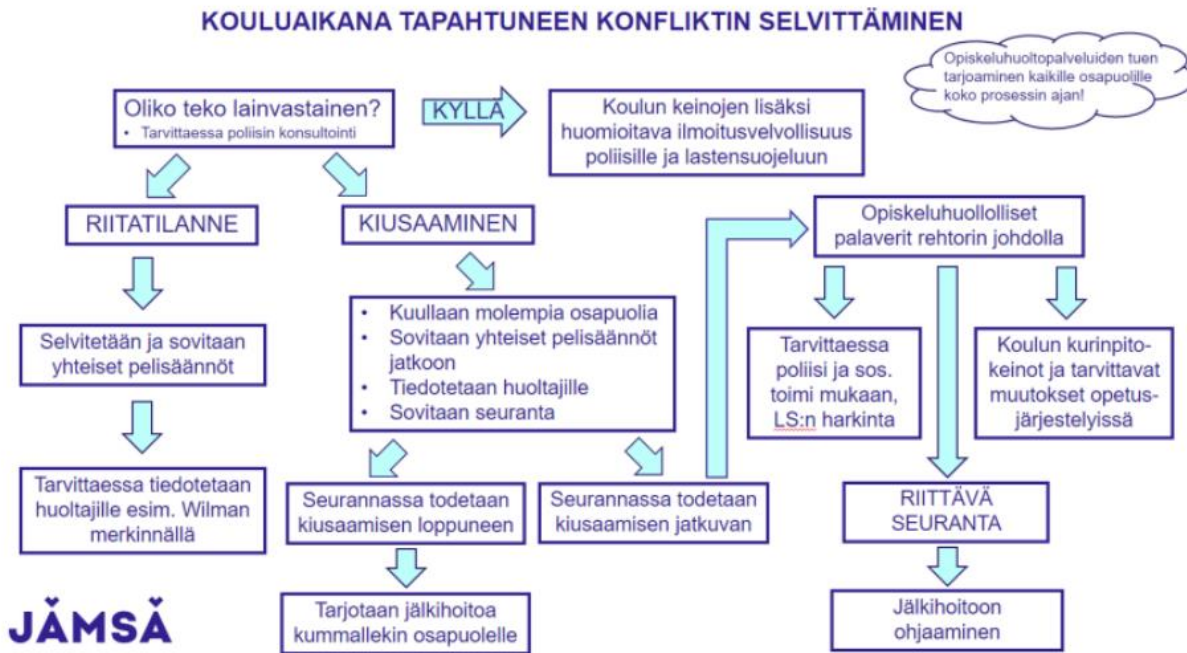 KOULUAIKANA TAPAHTUNEEN KONFLIKTIN SELVITTÄMINEN
Opiskeluhuoltopalveluiden tuen
tarjoaminen kaikille osapuolille
koko prosessin ajan!
Oliko teko lainvastainen?
• Tarvittaessa poliisin konsultointi
KYLLÄ
Koulun keinojen lisäksi
huomioitava ilmoitusvelvollisuus
poliisille ja lastensuojeluun
RIITATILANNE
KIUSAAMINEN
Opiskeluhuollolliset
palaverit rehtorin johdolla
Selvitetään ja sovitaan
yhteiset pelisäännöt
• Kuullaan molempia osapuolia
• Sovitaan yhteiset pelisäännöt
jatkoon
• Tiedotetaan huoltajille
• Sovitaan seuranta
Tarvittaessa
poliisi ja sos.
toimi mukaan,
LS:n harkinta
Koulun kurinpito-
keinot ja tarvittavat
muutokset opetus-
järjestelyissä
Tarvittaessa tiedotetaan
huoltajille esim. Wilman
merkinnällä
Seurannassa todetaan
kiusaamisen loppuneen
Seurannassa todetaan
kiusaamisen jatkuvan
RIITTÄVÄ
SEURANTA
Tarjotaan jälkihoitoa
kummallekin osapuolelle
Jälkihoitoon
ohjaaminen
JÄMSÄ